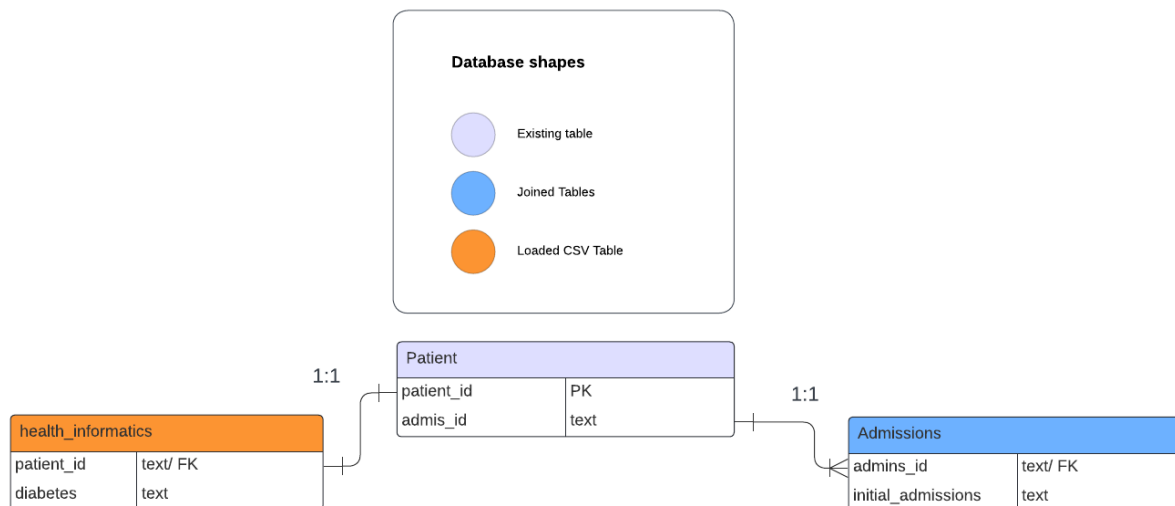 Database shapes
Existing table
Joined Tables
Loaded CSV Table
Patient
patient_id PK
admis_id text
1:1
1:1
health_informatics
patient_id text/ FK
diabetes text
Admissions
admins_id text/ FK
initial_admissions text